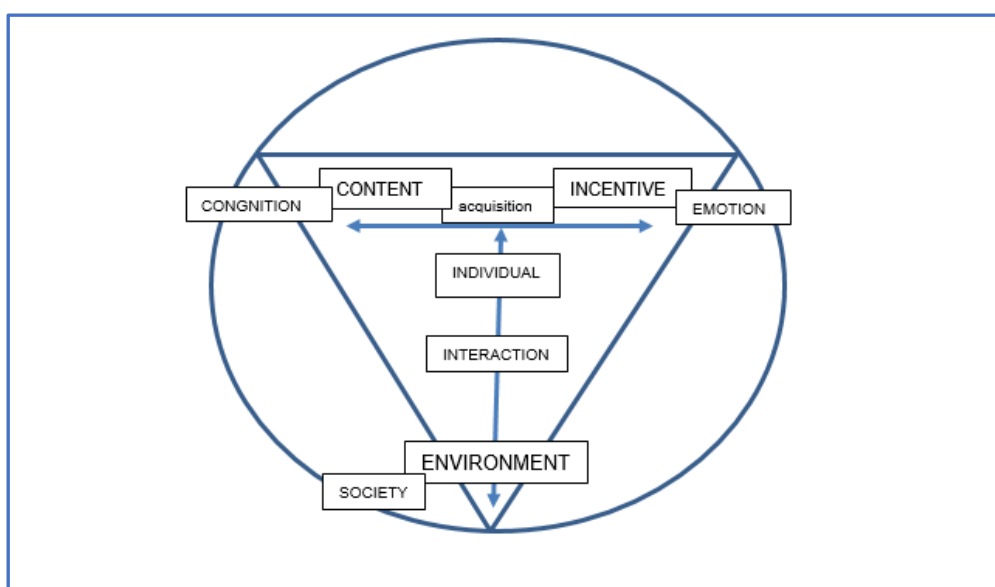 CONTENT
INCENTIVE
CONGNITION
acquisition
EMOTION
INDIVIDUAL
INTERACTION
ENVIRONMENT
SOCIETY